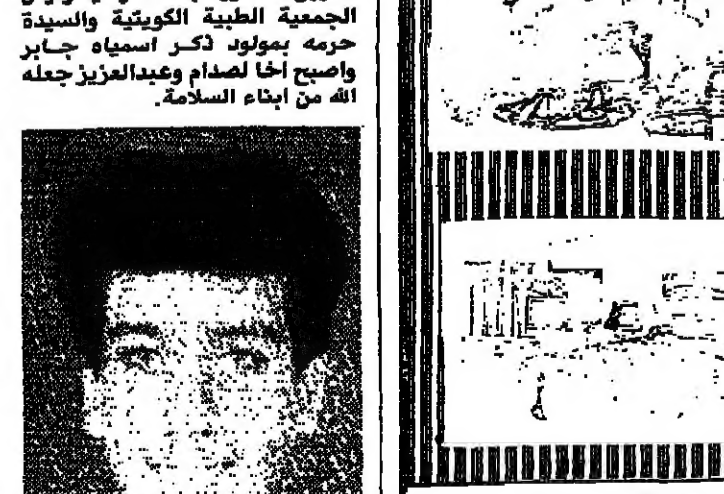 الجمعية الطبية الكويتية والسيدة
حرمه بمولود ذكر اسمياه جابر
واصبح أخا لصدام وعبدالعزيز جعله
الله من ابناء السلامة.